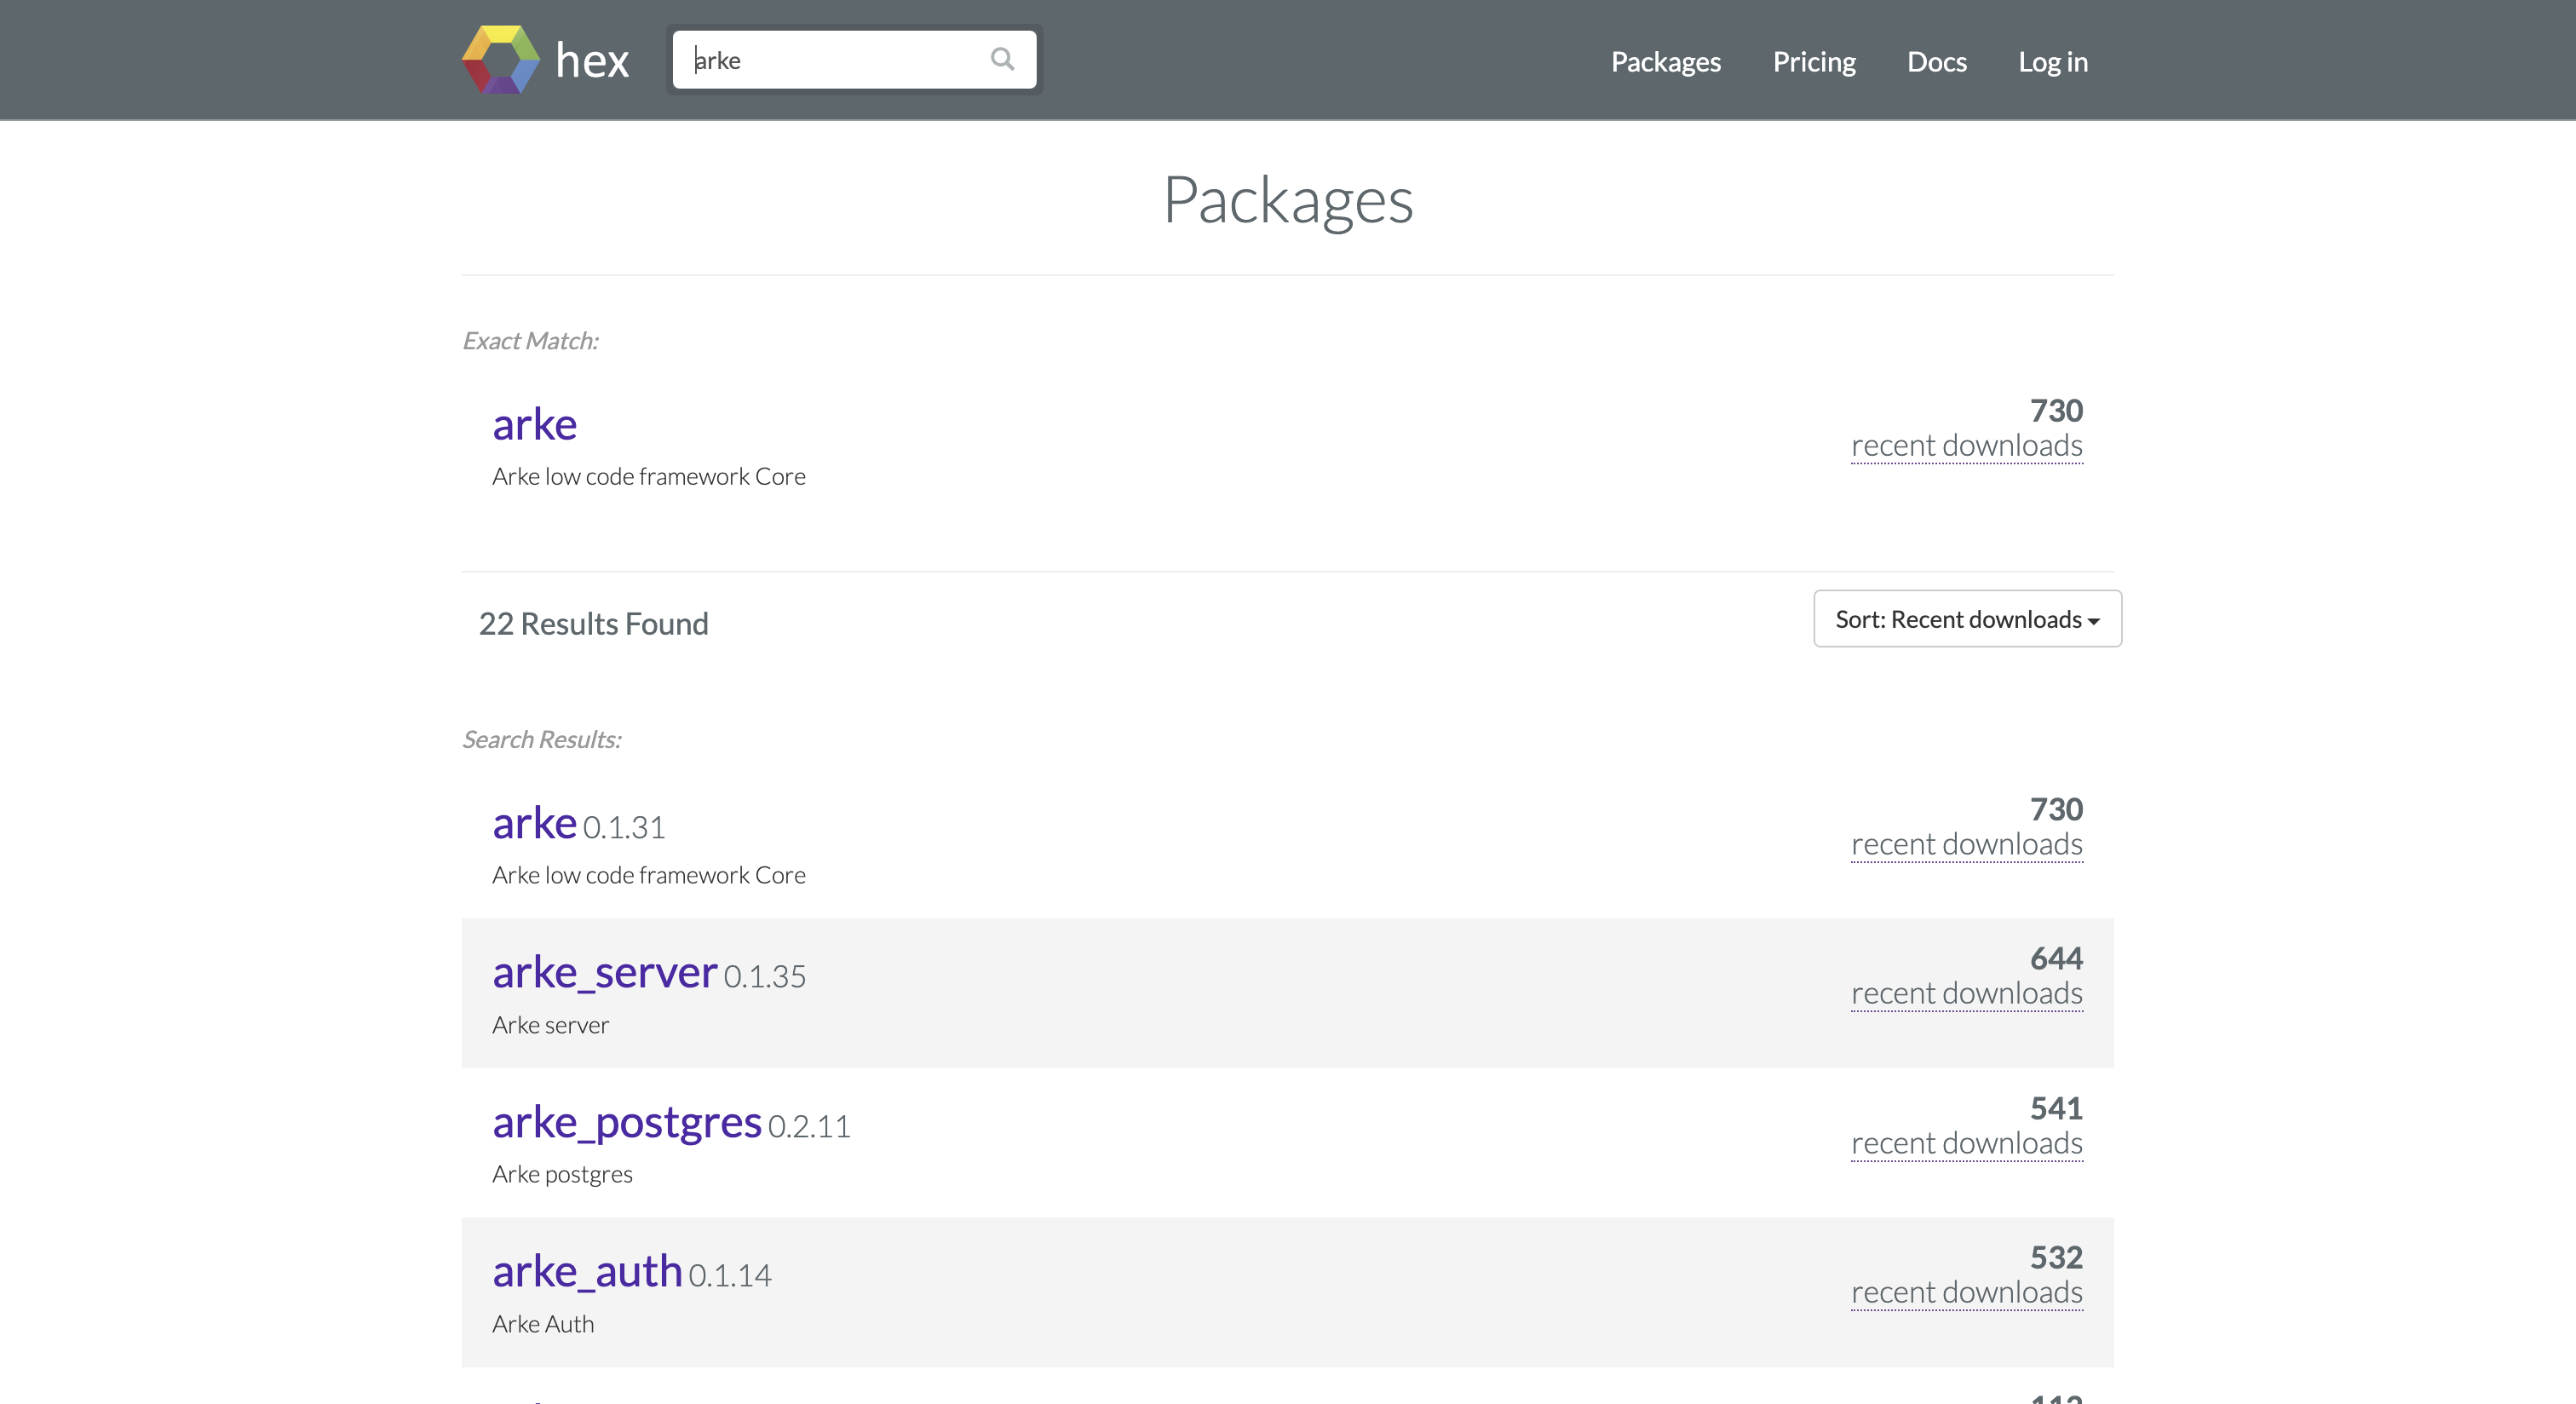 hex
arke
Packages
Pricing
Docs
Log in
Packages
Exact Match:
arke
730
recent downloads
Arke low code framework Core
22 Results Found
Sort: Recent downloads
Search Results:
arke 0.1.31
730
recent downloads
Arke low code framework Core
arke_server 0.1.35
644
recent downloads
Arke server
arke_postgres 0.2.11
541
recent downloads
Arke postgres
arke_auth 0.1.14
532
recent downloads
Arke Auth